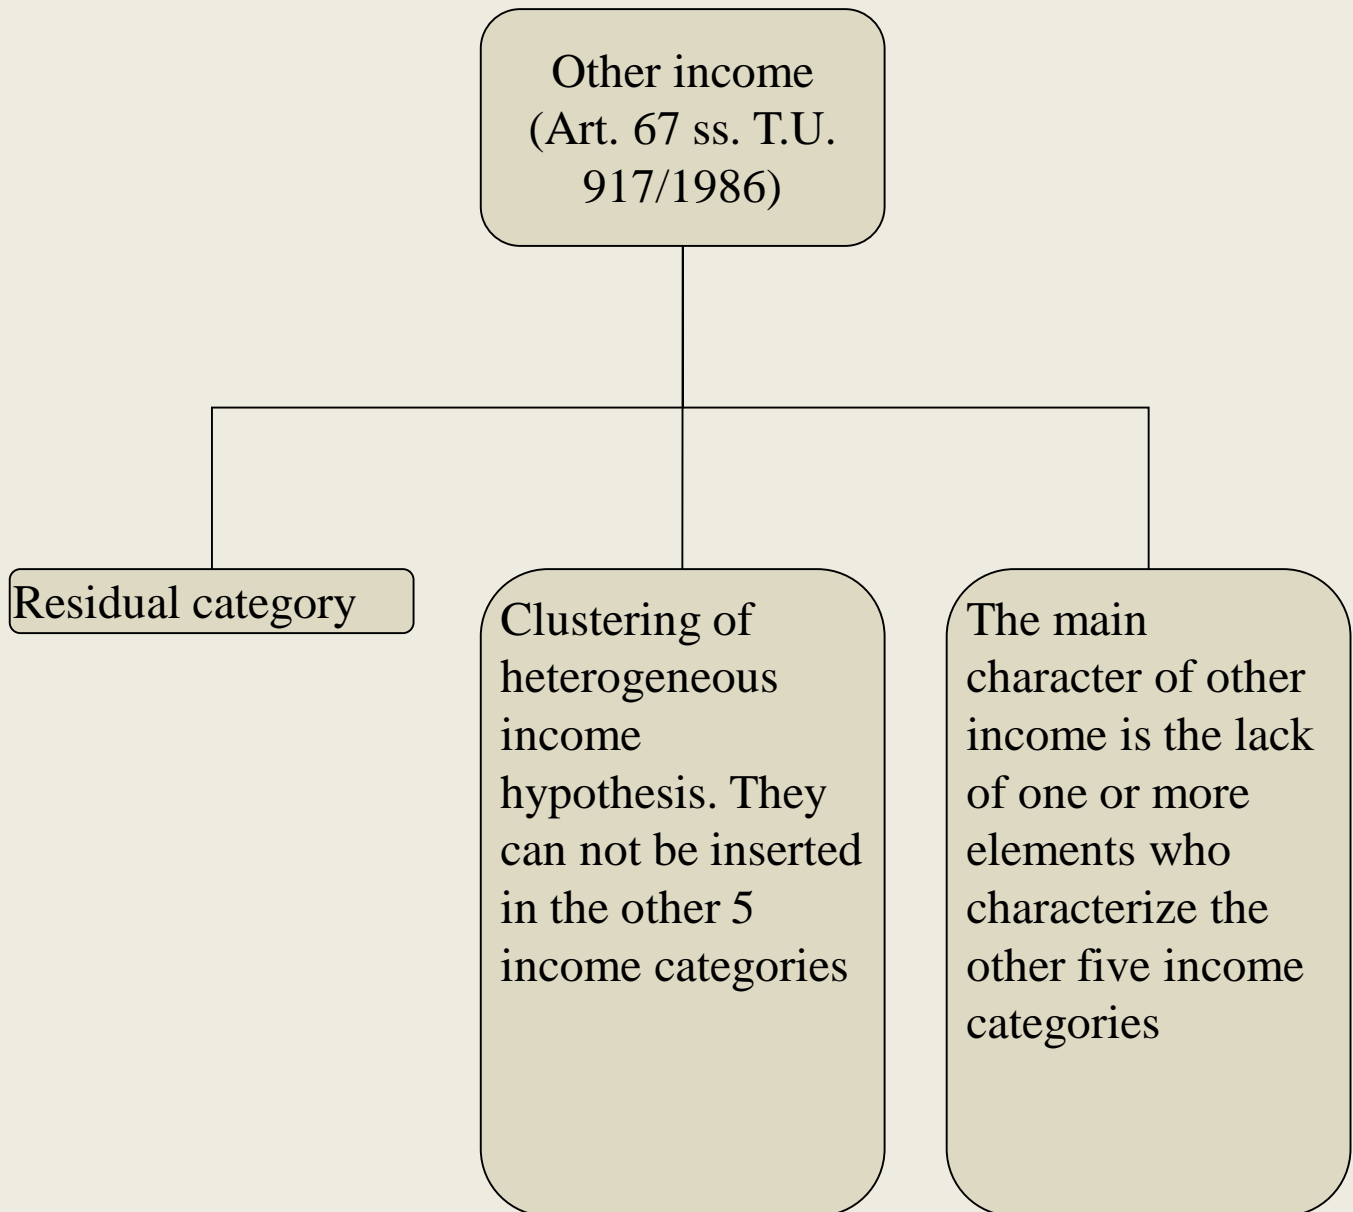 Other income
(Art. 67 ss. T.U.
917/1986)
Residual category
Clustering of
heterogeneous
income
hypothesis. They
can not be inserted
in the other 5
income categories
The main
character of other
income is the lack
of one or more
elements who
characterize the
other five income
categories